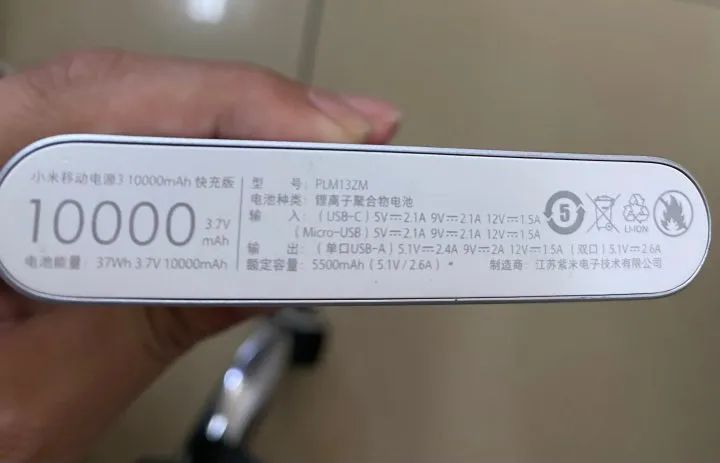 小米移动电源3 10000mAh 快充版
10000 3.7V mAh
电池能量: 37Wh 3.7V 10000mAh
型 号: PLM13ZM
电池种类: 锂离子聚合物电池
输 入: (USB-C) 5V⎓2.1A 9V⎓2.1A 12V⎓1.5A
(Micro-USB) 5V⎓2.1A 9V⎓2.1A 12V⎓1.5A
输 出: (单口USB-A) 5.1V⎓2.4A 9V⎓2A 12V⎓1.5A (双口) 5.1V⎓2.6A
额定容量: 5500mAh (5.1V/2.6A) * 制造商: 江苏紫米电子技术有限公司
5
LI-ION